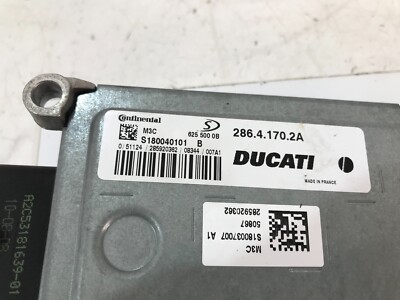 Continental
M3C
625 500 0B
S180040101 B
0/51124 / 285920362 / 08344 / 007A1
286.4.170.2A
DUCATI
MADE IN FRANCE
M3C
S180037007 A1
50867
285920362
A2C53181639-01